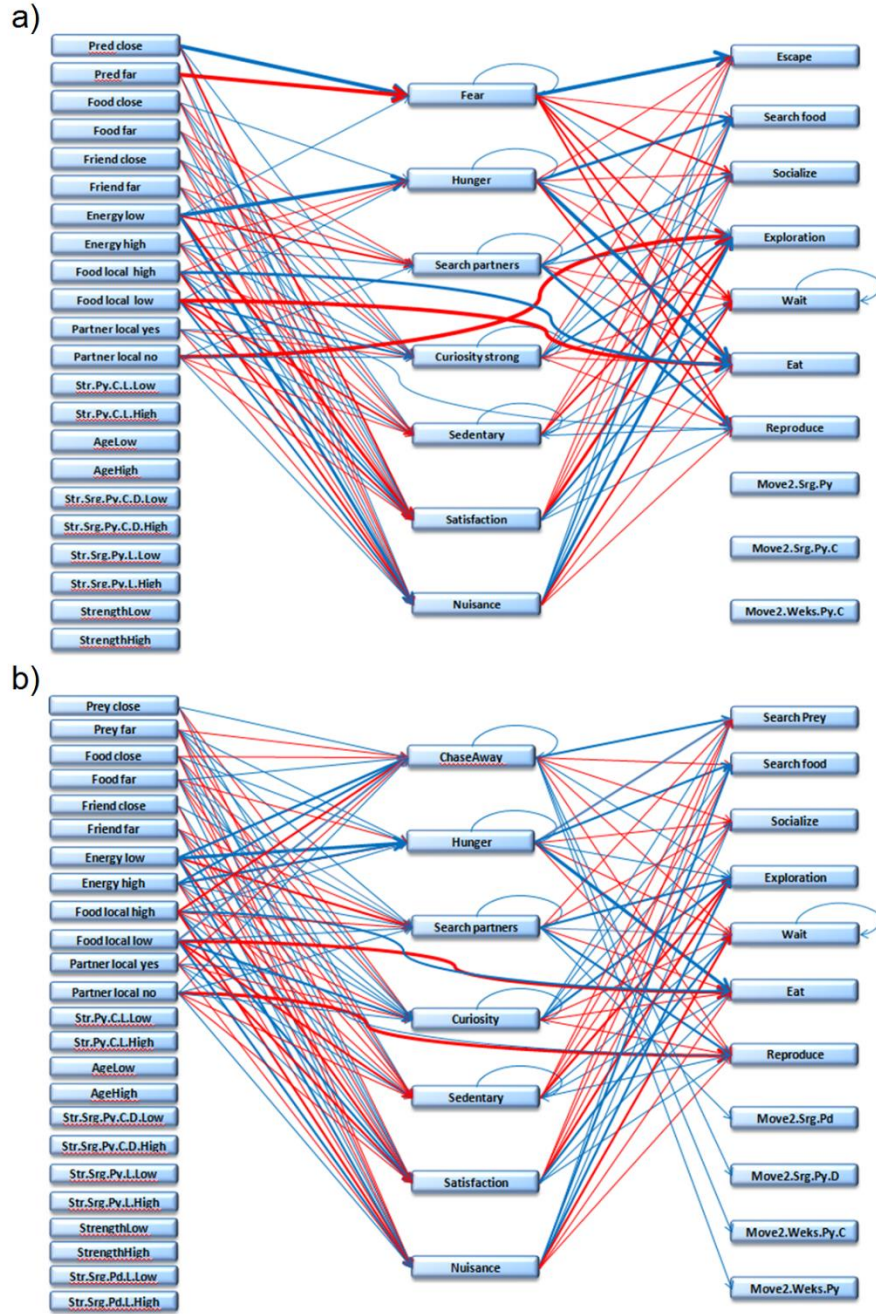 a)
Pred close
Pred far
Food close
Food far
Friend close
Friend far
Energy low
Energy high
Food local high
Food local low
Partner local yes
Partner local no
Str.Py.C.L.Low
Str.Py.C.L.High
AgeLow
AgeHigh
Str.Srg.Py.C.D.Low
Str.Srg.Py.C.D.High
Str.Srg.Py.L.Low
Str.Srg.Py.L.High
StrengthLow
StrengthHigh
Fear
Hunger
Search partners
Curiosity strong
Sedentary
Satisfaction
Nuisance
Escape
Search food
Socialize
Exploration
Wait
Eat
Reproduce
Move2.Srg.Py
Move2.Srg.Py.C
Move2.Weks.Py.C
b)
Prey close
Prey far
Food close
Food far
Friend close
Friend far
Energy low
Energy high
Food local high
Food local low
Partner local yes
Partner local no
Str.Py.C.L.Low
Str.Py.C.L.High
AgeLow
AgeHigh
Str.Srg.Py.C.D.Low
Str.Srg.Py.C.D.High
Str.Srg.Py.L.Low
Str.Srg.Py.L.High
StrengthLow
StrengthHigh
Str.Srg.Pd.L.Low
Str.Srg.Pd.L.High
ChaseAway
Hunger
Search partners
Curiosity
Sedentary
Satisfaction
Nuisance
Search Prey
Search food
Socialize
Exploration
Wait
Eat
Reproduce
Move2.Srg.Pd
Move2.Srg.Py.D
Move2.Weks.Py.C
Move2.Weks.Py